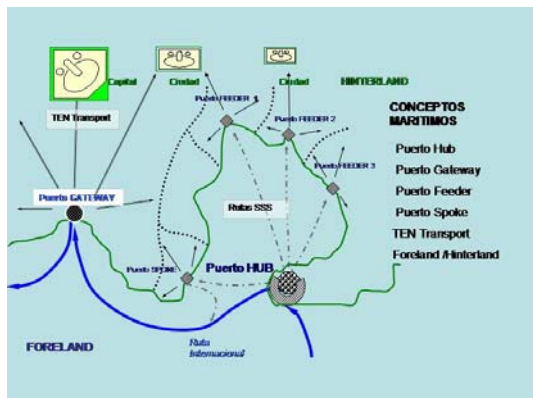 Capital
Ciudad
Ciudad
HINTERLAND
Puerto FEEDER 1
TEN Transport
Puerto FEEDER 2
CONCEPTOS
MARITIMOS
Puerto FEEDER 3
Puerto Hub
Puerto Gateway
Puerto Feeder
Puerto Spoke
TEN Transport
Foreland /Hinterland
Puerto GATEWAY
Rutas SSS
Puerto SPOKE
Puerto HUB
FORELAND
Ruta
Internacional